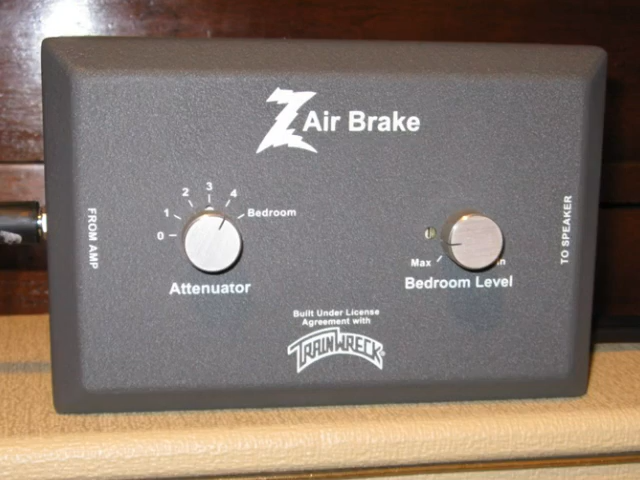 Air Brake
0
1
2
3
4
Bedroom
Attenuator
FROM AMP
Max
Bedroom Level
TO SPEAKER
Built Under License
Agreement with
TRAINWRECK